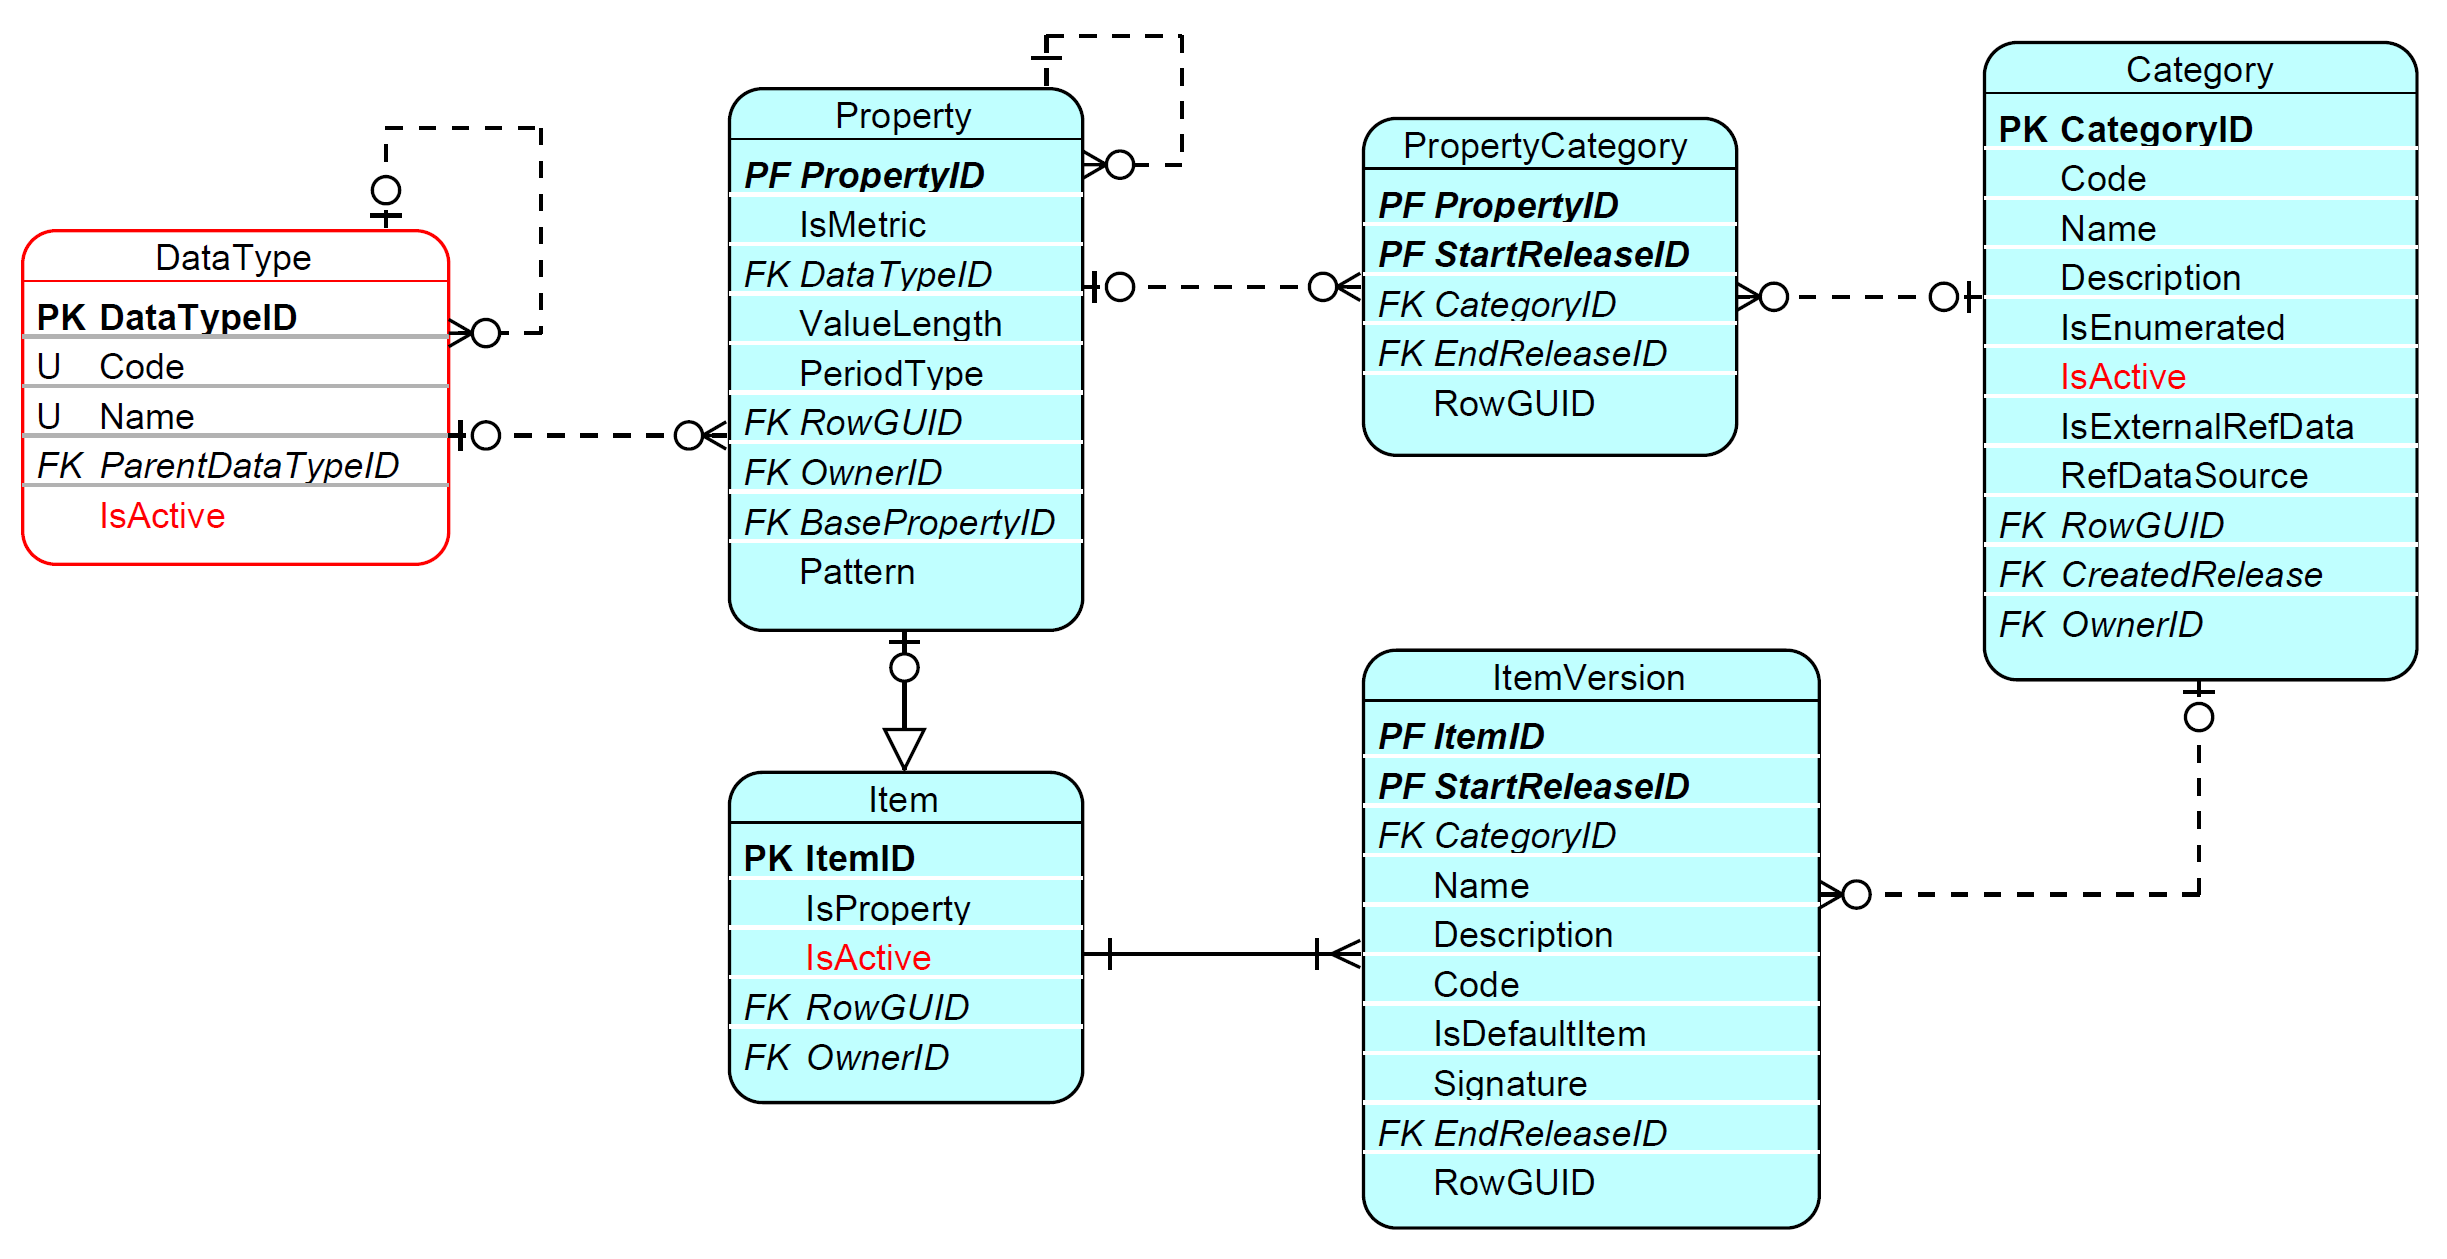 DataType
PK DataTypeID
U Code
U Name
FK ParentDataTypeID
IsActive
Property
PF PropertyID
IsMetric
FK DataTypeID
ValueLength
PeriodType
FK RowGUID
FK OwnerID
FK BasePropertyID
Pattern
PropertyCategory
PF PropertyID
PF StartReleaseID
FK CategoryID
FK EndReleaseID
RowGUID
Category
PK CategoryID
Code
Name
Description
IsEnumerated
IsActive
IsExternalRefData
RefDataSource
FK RowGUID
FK CreatedRelease
FK OwnerID
Item
PK ItemID
IsProperty
IsActive
FK RowGUID
FK OwnerID
ItemVersion
PF ItemID
PF StartReleaseID
FK CategoryID
Name
Description
Code
IsDefaultItem
Signature
FK EndReleaseID
RowGUID